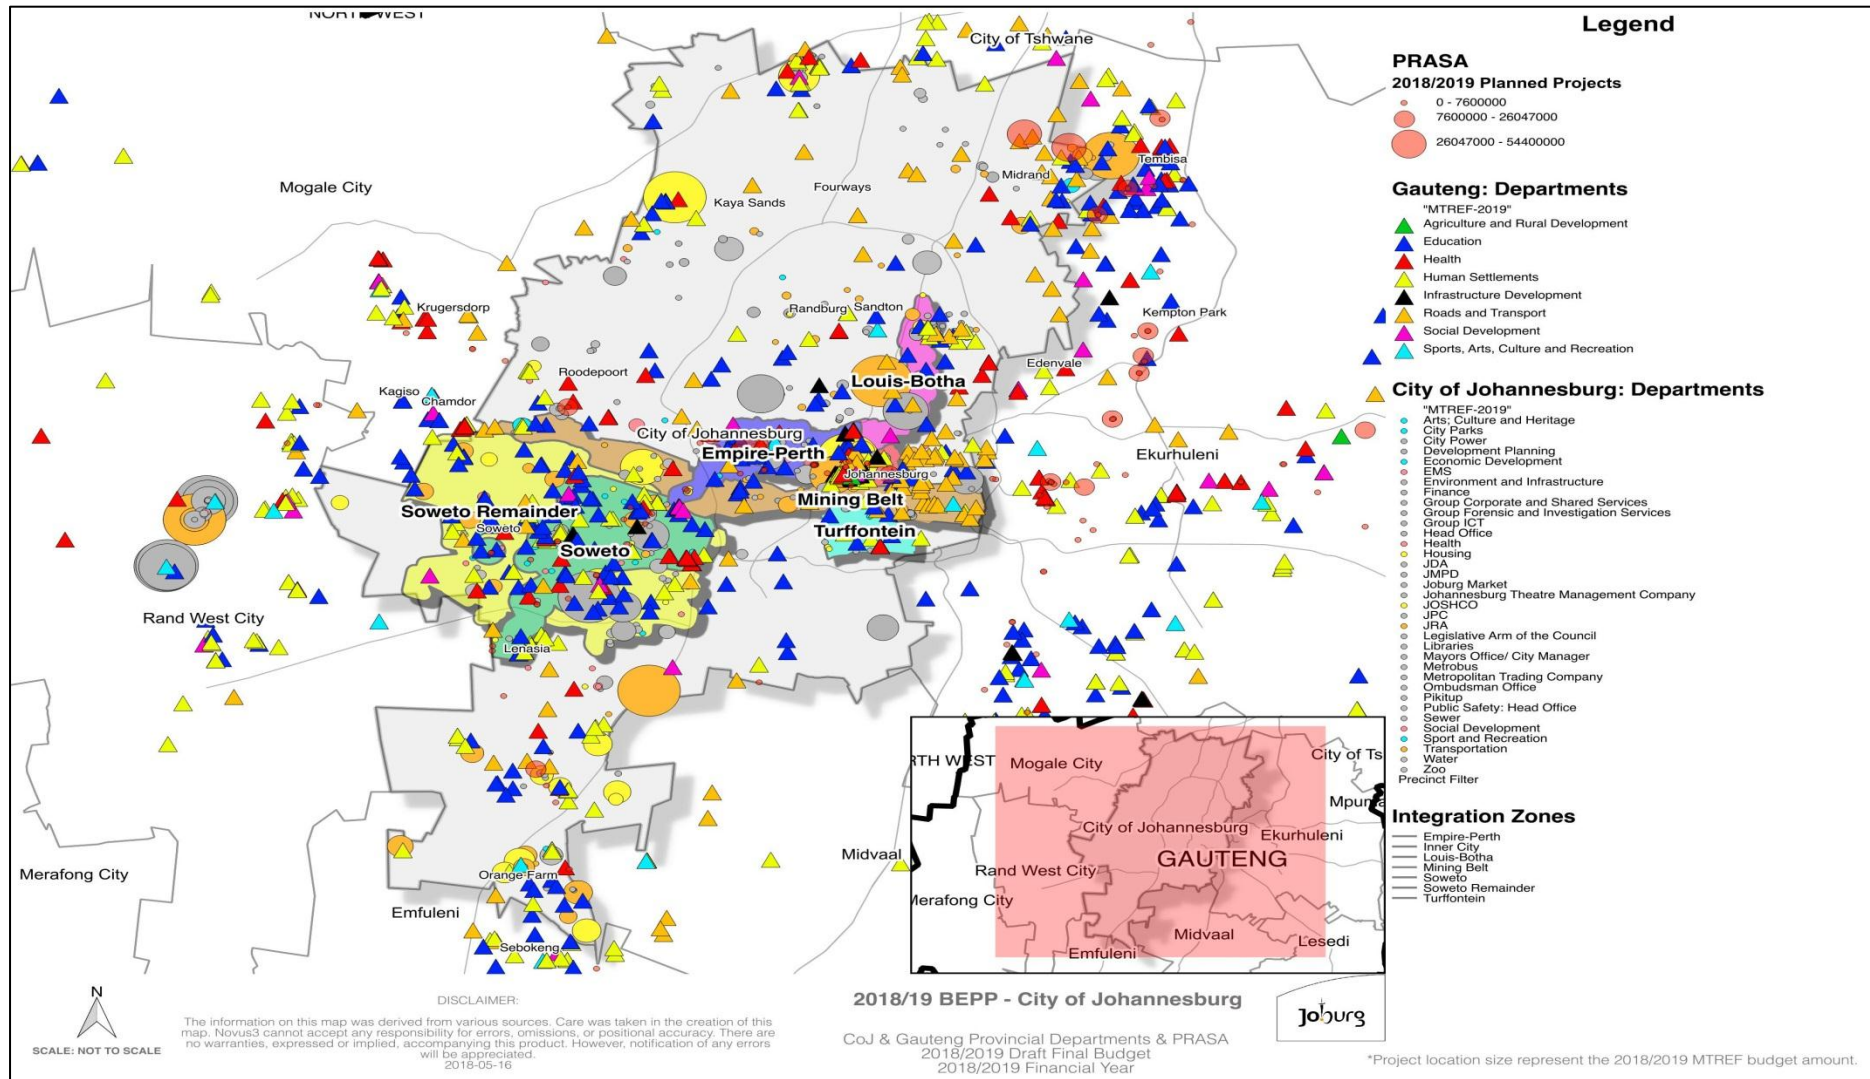 NORTH WEST
City of Tshwane
Mogale City
Tembisa
Midrand
Fourways
Kaya Sands
Krugersdorp
Randburg
Sandton
Kempton Park
Roodepoort
Edenvale
Louis-Botha
Kagiso
Chamdor
City of Johannesburg
Empire-Perth
Ekurhuleni
Johannesburg
Mining Belt
Soweto Remainder
Soweto
Turffontein
Soweto
Rand West City
Lenasia
Midvaal
Merafong City
Orange Farm
Emfuleni
Sebokeng
RTH WEST
Mogale City
City of Ts
Mpuma
City of Johannesburg
Ekurhuleni
GAUTENG
Rand West City
Merafong City
Midvaal
Lesedi
Emfuleni
Legend
PRASA
2018/2019 Planned Projects
0 - 7600000
7600000 - 26047000
26047000 - 54400000
Gauteng: Departments
"MTREF-2019"
Agriculture and Rural Development
Education
Health
Human Settlements
Infrastructure Development
Roads and Transport
Social Development
Sports, Arts, Culture and Recreation
City of Johannesburg: Departments
"MTREF-2019"
Arts; Culture and Heritage
City Parks
City Power
Development Planning
Economic Development
EMS
Environment and Infrastructure
Finance
Group Corporate and Shared Services
Group Forensic and Investigation Services
Group ICT
Head Office
Health
Housing
JDA
JMPD
Joburg Market
Johannesburg Theatre Management Company
JOSHCO
JPC
JRA
Legislative Arm of the Council
Libraries
Mayors Office/ City Manager
Metrobus
Metropolitan Trading Company
Ombudsman Office
Pikitup
Public Safety: Head Office
Sewer
Social Development
Sport and Recreation
Transportation
Water
Zoo
Precinct Filter
Integration Zones
Empire-Perth
Inner City
Louis-Botha
Mining Belt
Soweto
Soweto Remainder
Turffontein
N
SCALE: NOT TO SCALE
DISCLAIMER:
The information on this map was derived from various sources. Care was taken in the creation of this
map. Novus3 cannot accept any responsibility for errors, omissions, or positional accuracy. There are
no warranties, expressed or implied, accompanying this product. However, notification of any errors
will be appreciated.
2018-05-16
2018/19 BEPP - City of Johannesburg
CoJ & Gauteng Provincial Departments & PRASA
2018/2019 Draft Final Budget
2018/2019 Financial Year
Joburg
*Project location size represent the 2018/2019 MTREF budget amount.